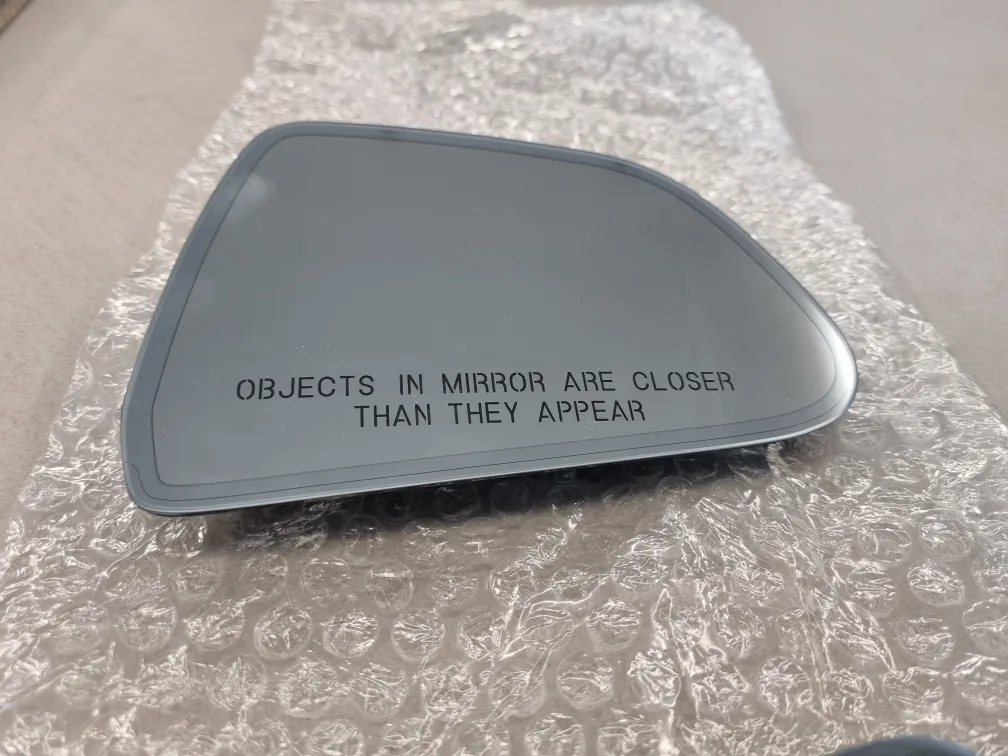 OBJECTS IN MIRROR ARE CLOSER
THAN THEY APPEAR